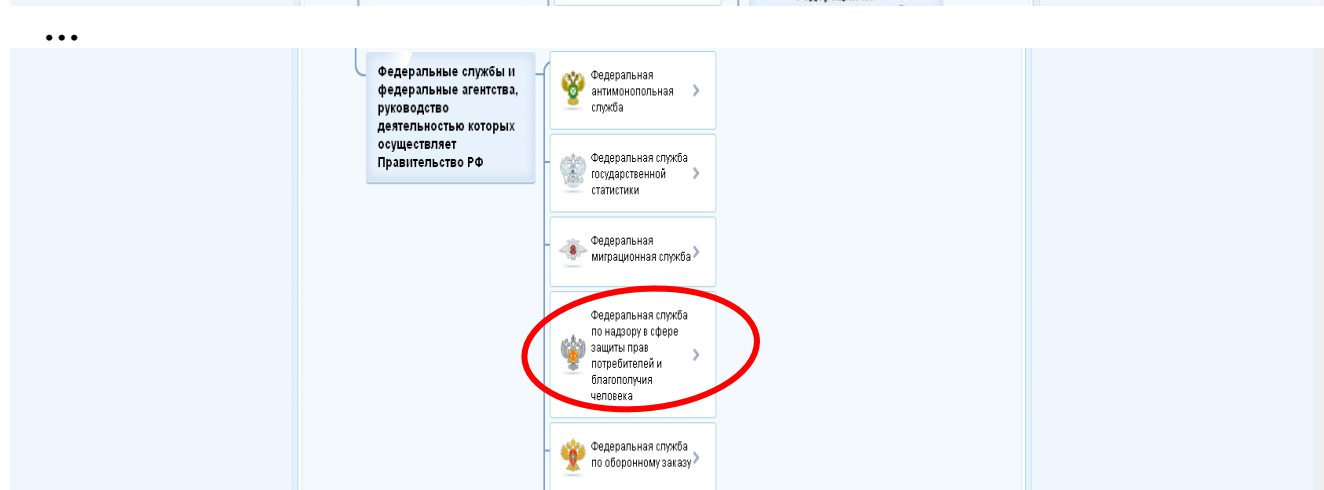 ...
Федеральные службы и
федеральные агентства,
руководство
деятельностью которых
осуществляет
Правительство РФ
Федеральная
антимонопольная
служба
Федеральная служба
государственной
статистики
Федеральная
миграционная служба
Федеральная служба
по надзору в сфере
защиты прав
потребителей и
благополучия
человека
Федеральная служба
по оборонному заказу